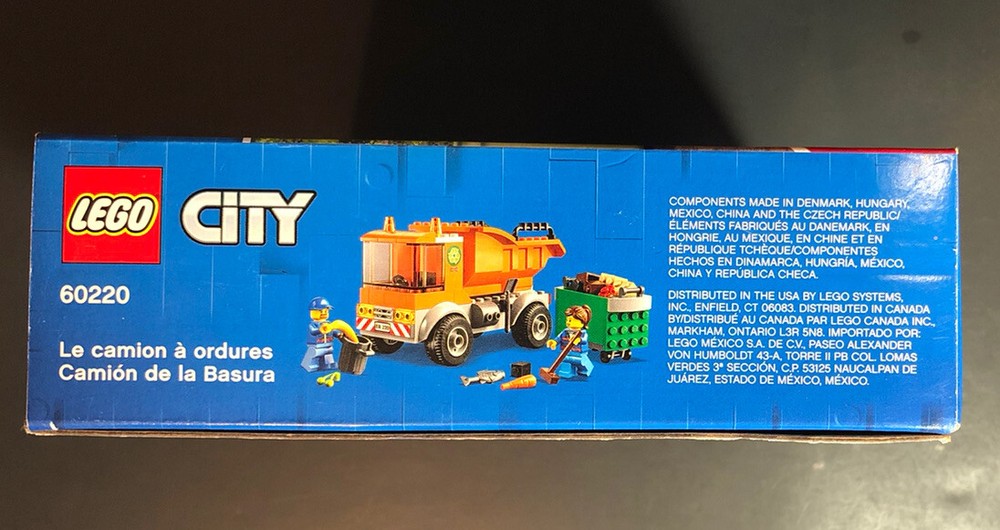 LEGO
CITY
60220
Le camion à ordures
Camión de la Basura
COMPONENTS MADE IN DENMARK, HUNGARY,
MEXICO, CHINA AND THE CZECH REPUBLIC/
ÉLÉMENTS FABRIQUÉS AU DANEMARK, EN
HONGRIE, AU MEXIQUE, EN CHINE ET EN
RÉPUBLIQUE TCHÈQUE/COMPONENTES
HECHOS EN DINAMARCA, HUNGRÍA, MÉXICO,
CHINA Y REPÚBLICA CHECA.
DISTRIBUTED IN THE USA BY LEGO SYSTEMS,
INC., ENFIELD, CT 06083. DISTRIBUTED IN CANADA
BY/DISTRIBUÉ AU CANADA PAR LEGO CANADA INC.,
MARKHAM, ONTARIO L3R 5N8. IMPORTADO POR:
LEGO MÉXICO S.A. DE C.V., PASEO ALEXANDER
VON HUMBOLDT 43-A, TORRE II PB COL. LOMAS
VERDES 3ª SECCIÓN, C.P. 53125 NAUCALPAN DE
JUÁREZ, ESTADO DE MÉXICO, MÉXICO.